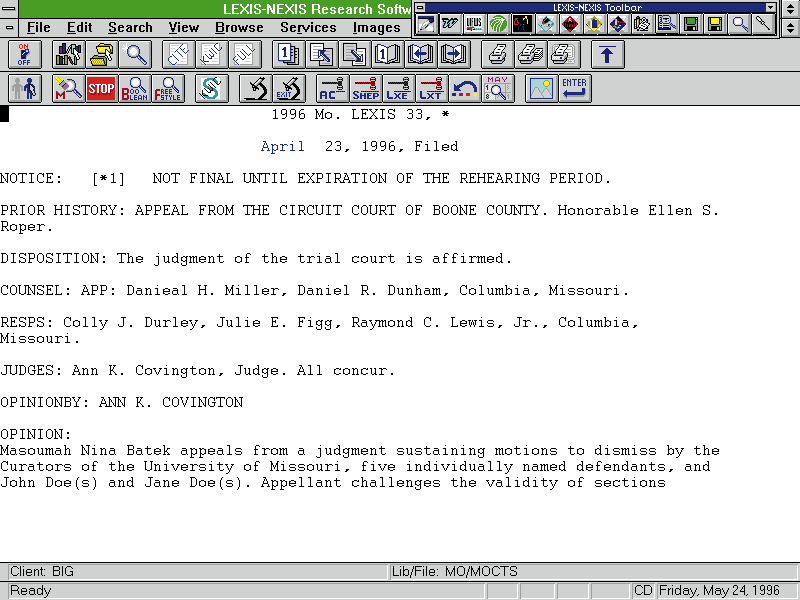 LEXIS-NEXIS Research Softw
LEXIS-NEXIS Toolbar
File Edit Search View Browse Services Images
ON
OFF
1
1
M
STOP
BOOLEAN
FREESTYLE
S
EXIT
AC
SHEP
LXE
LXT
MAY
ENTER
1996 Mo. LEXIS 33, *
April 23, 1996, Filed
NOTICE: [*1] NOT FINAL UNTIL EXPIRATION OF THE REHEARING PERIOD.
PRIOR HISTORY: APPEAL FROM THE CIRCUIT COURT OF BOONE COUNTY. Honorable Ellen S.
Roper.
DISPOSITION: The judgment of the trial court is affirmed.
COUNSEL: APP: Danieal H. Miller, Daniel R. Dunham, Columbia, Missouri.
RESPS: Colly J. Durley, Julie E. Figg, Raymond C. Lewis, Jr., Columbia,
Missouri.
JUDGES: Ann K. Covington, Judge. All concur.
OPINIONBY: ANN K. COVINGTON
OPINION:
Masoumah Nina Batek appeals from a judgment sustaining motions to dismiss by the
Curators of the University of Missouri, five individually named defendants, and
John Doe(s) and Jane Doe(s). Appellant challenges the validity of sections
Client: BIG Lib/File: MO/MOCTS
Ready CD Friday, May 24, 1996